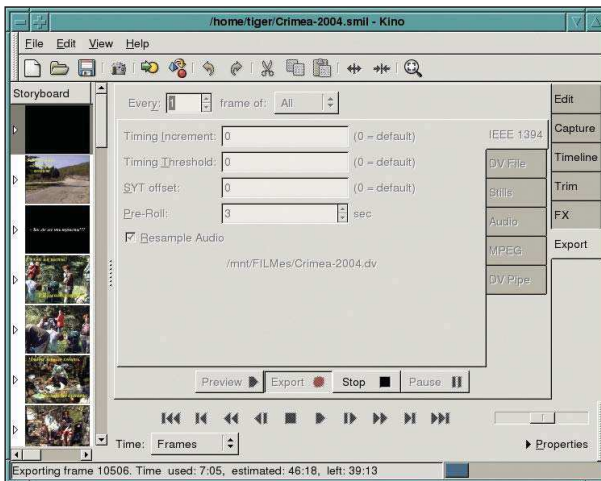 /home/tiger/Crimea-2004.smil - Kino
File Edit View Help
Storyboard
Every: 1 frame of: All
Timing Increment: 0 (0 = default)
Timing Threshold: 0 (0 = default)
SYT offset: 0 (0 = default)
Pre-Roll: 3 sec
Resample Audio
/mnt/FILMes/Crimea-2004.dv
IEEE 1394
DV File
Stills
Audio
MPEG
DV Pipe
Edit
Capture
Timeline
Trim
FX
Export
Preview Export Stop Pause
Time: Frames
Properties
Exporting frame 10506. Time used: 7:05, estimated: 46:18, left: 39:13